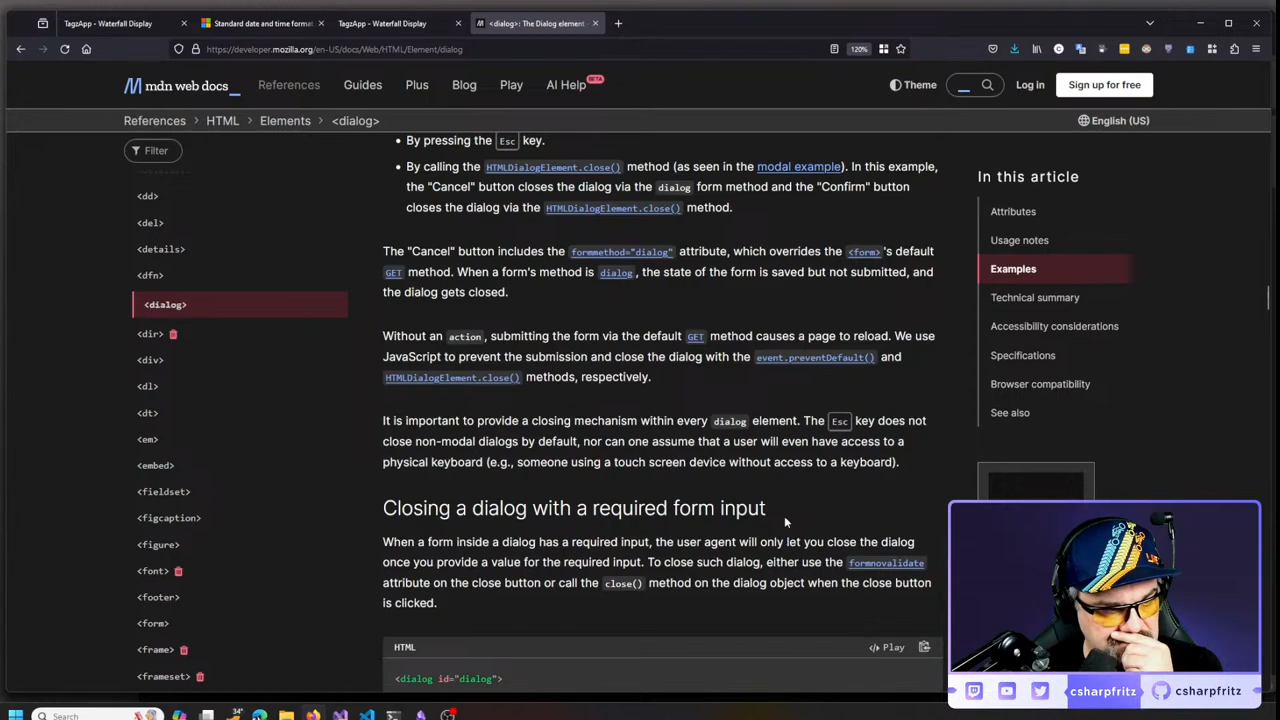 TagzApp - Waterfall Display
Standard date and time format
TagzApp - Waterfall Display
<dialog>: The Dialog element -
https://developer.mozilla.org/en-US/docs/Web/HTML/Element/dialog
120%
mdn web docs_
References
Guides
Plus
Blog
Play
AI Help BETA
Theme
Log in
Sign up for free
References
HTML
Elements
<dialog>
English (US)
Filter
<dd>
<del>
<details>
<dfn>
<dialog>
<dir>
<div>
<dl>
<dt>
<em>
<embed>
<fieldset>
<figcaption>
<figure>
<font>
<footer>
<form>
<frame>
<frameset>
• By pressing the Esc key.
• By calling the HTMLDialogElement.close() method (as seen in the modal example). In this example,
the "Cancel" button closes the dialog via the dialog form method and the "Confirm" button
closes the dialog via the HTMLDialogElement.close() method.
The "Cancel" button includes the formmethod="dialog" attribute, which overrides the <form>'s default
GET method. When a form's method is dialog, the state of the form is saved but not submitted, and
the dialog gets closed.
Without an action, submitting the form via the default GET method causes a page to reload. We use
JavaScript to prevent the submission and close the dialog with the event.preventDefault() and
HTMLDialogElement.close() methods, respectively.
It is important to provide a closing mechanism within every dialog element. The Esc key does not
close non-modal dialogs by default, nor can one assume that a user will even have access to a
physical keyboard (e.g., someone using a touch screen device without access to a keyboard).
Closing a dialog with a required form input
When a form inside a dialog has a required input, the user agent will only let you close the dialog
once you provide a value for the required input. To close such dialog, either use the formnovalidate
attribute on the close button or call the close() method on the dialog object when the close button
is clicked.
HTML
Play
<dialog id="dialog">
In this article
Attributes
Usage notes
Examples
Technical summary
Accessibility considerations
Specifications
Browser compatibility
See also
csharpfritz
csharpfritz
Search
34°